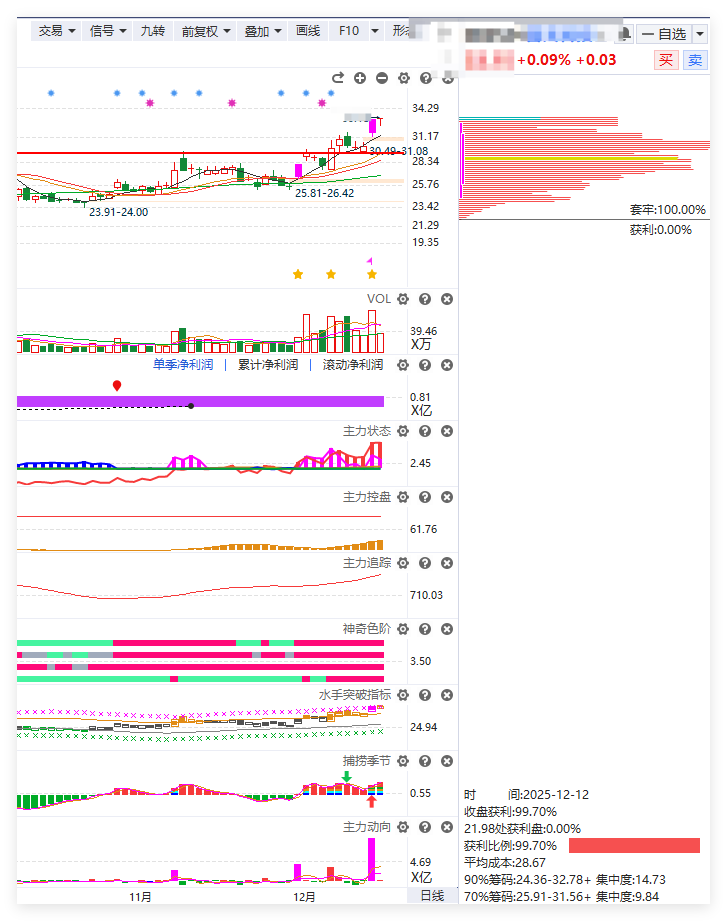 交易 信号 九转 前复权 叠加 画线 F10 形态
一 自选
+0.09% +0.03
买 卖
34.29
31.17
30.49-31.08
28.34
25.76
25.81-26.42
23.42
23.91-24.00
21.29
19.35
套牢:100.00%
获利:0.00%
VOL
39.46
X万
单季净利润 | 累计净利润 | 滚动净利润
0.81
X亿
主力状态
2.45
主力控盘
61.76
主力追踪
710.03
神奇色阶
3.50
水手突破指标
24.94
捕捞季节
0.55
主力动向
4.69
X亿
11月 12月 日线
时 间:2025-12-12
收盘获利:99.70%
21.98处获利盘:0.00%
获利比例:99.70%
平均成本:28.67
90%筹码:24.36-32.78+ 集中度:14.73
70%筹码:25.91-31.56+ 集中度:9.84